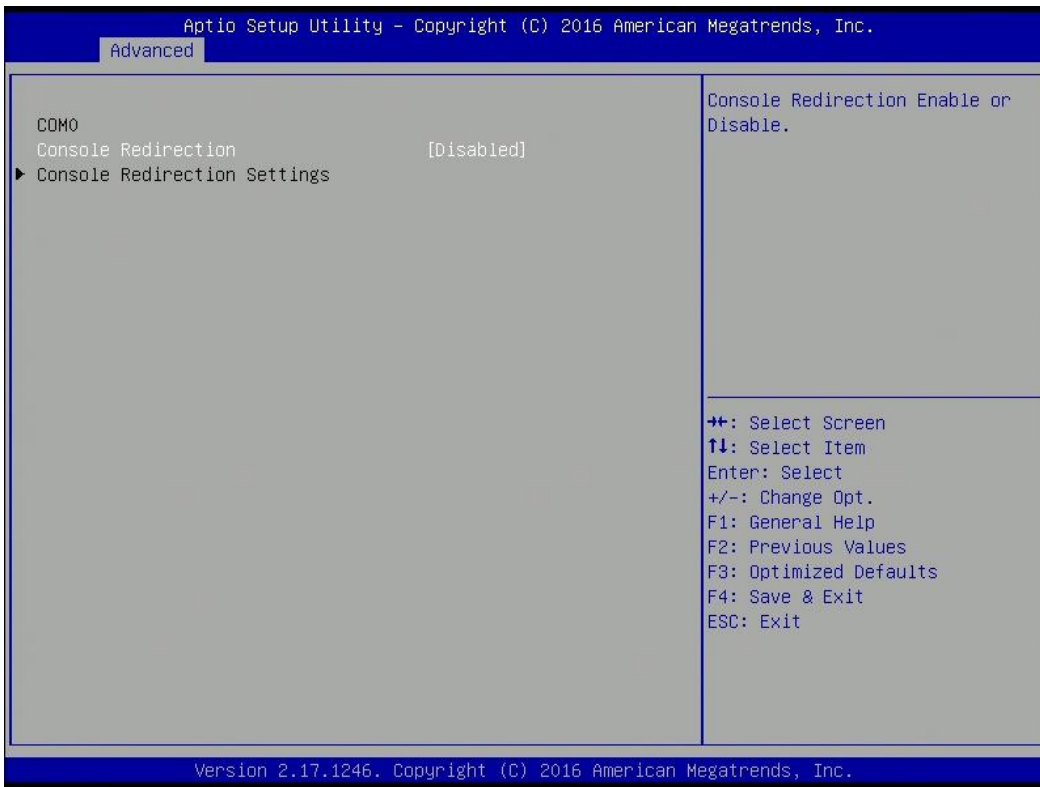 Aptio Setup Utility – Copyright (C) 2016 American Megatrends, Inc.
Advanced
COM0
Console Redirection [Disabled]
▶ Console Redirection Settings
Console Redirection Enable or
Disable.
→←: Select Screen
↑↓: Select Item
Enter: Select
+/-: Change Opt.
F1: General Help
F2: Previous Values
F3: Optimized Defaults
F4: Save & Exit
ESC: Exit
Version 2.17.1246. Copyright (C) 2016 American Megatrends, Inc.